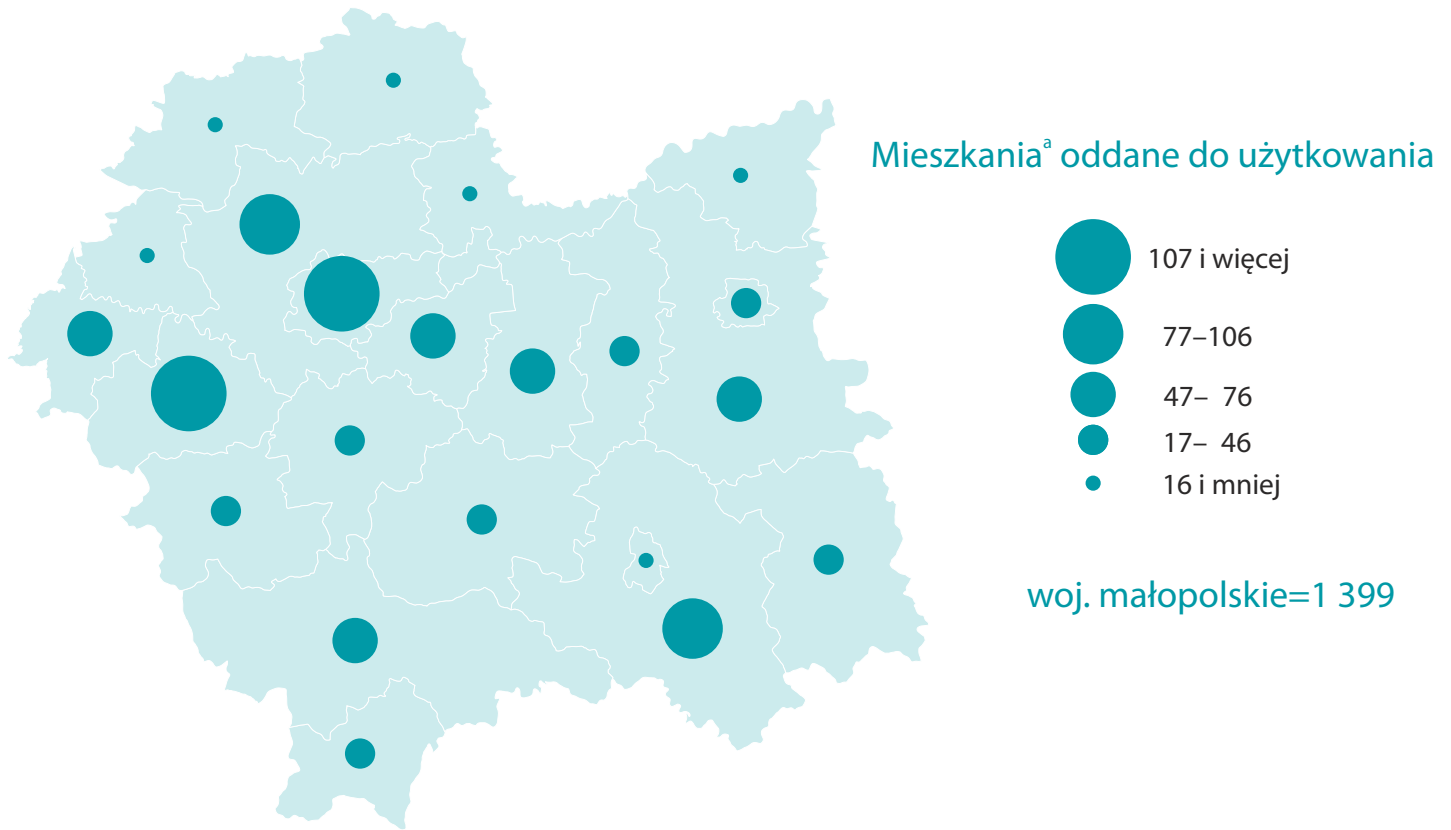 Mieszkaniaᵃ oddane do użytkowania
107 i więcej
77–106
47– 76
17– 46
16 i mniej
woj. małopolskie=1 399